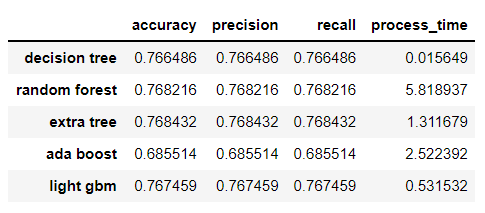 accuracy precision recall process_time
decision tree 0.766486 0.766486 0.766486 0.015649
random forest 0.768216 0.768216 0.768216 5.818937
extra tree 0.768432 0.768432 0.768432 1.311679
ada boost 0.685514 0.685514 0.685514 2.522392
light gbm 0.767459 0.767459 0.767459 0.531532